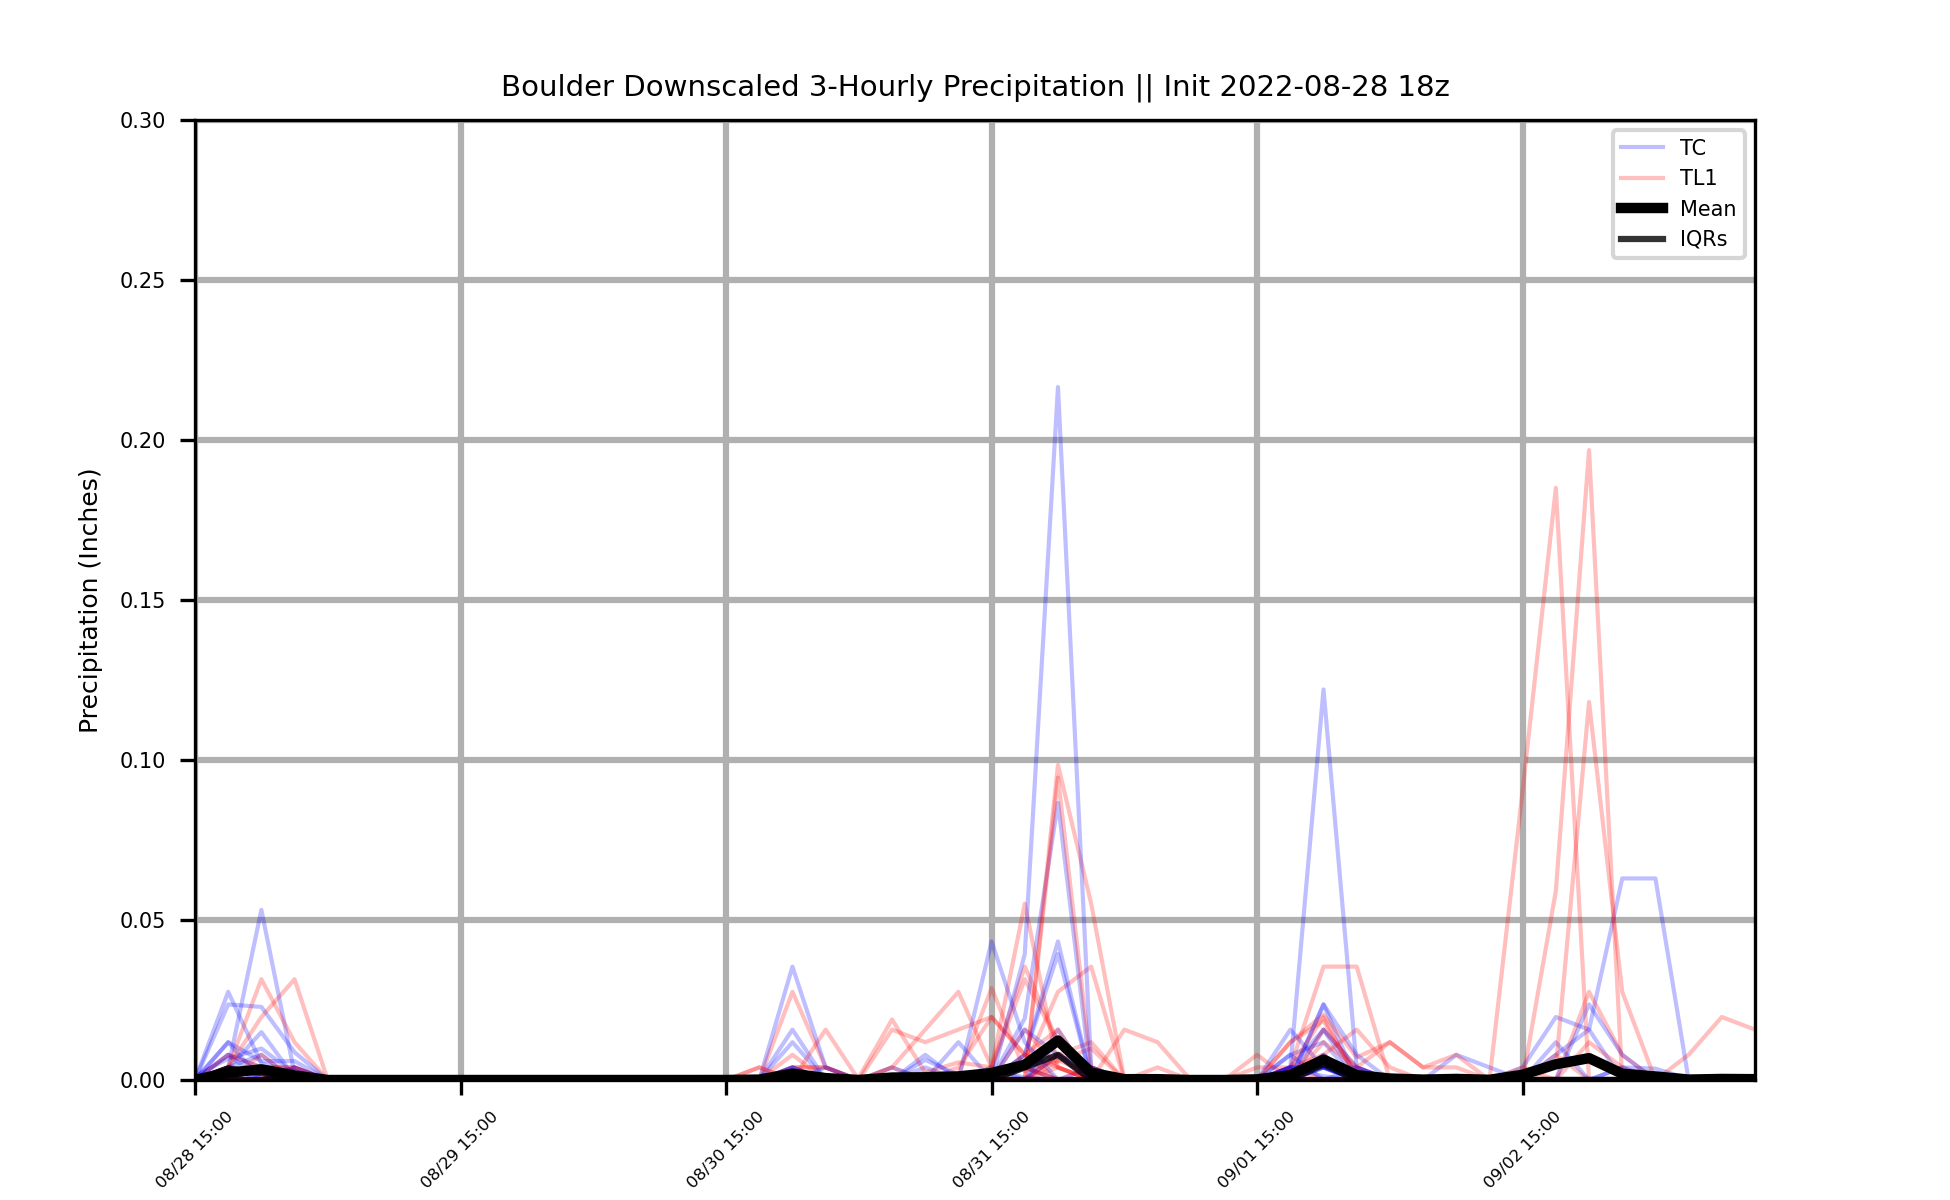 Boulder Downscaled 3-Hourly Precipitation || Init 2022-08-28 18z
0.30
0.25
0.20
0.15
0.10
0.05
0.00
Precipitation (Inches)
TC
TL1
Mean
IQRs
08/28 15:00
08/29 15:00
08/30 15:00
08/31 15:00
09/01 15:00
09/02 15:00